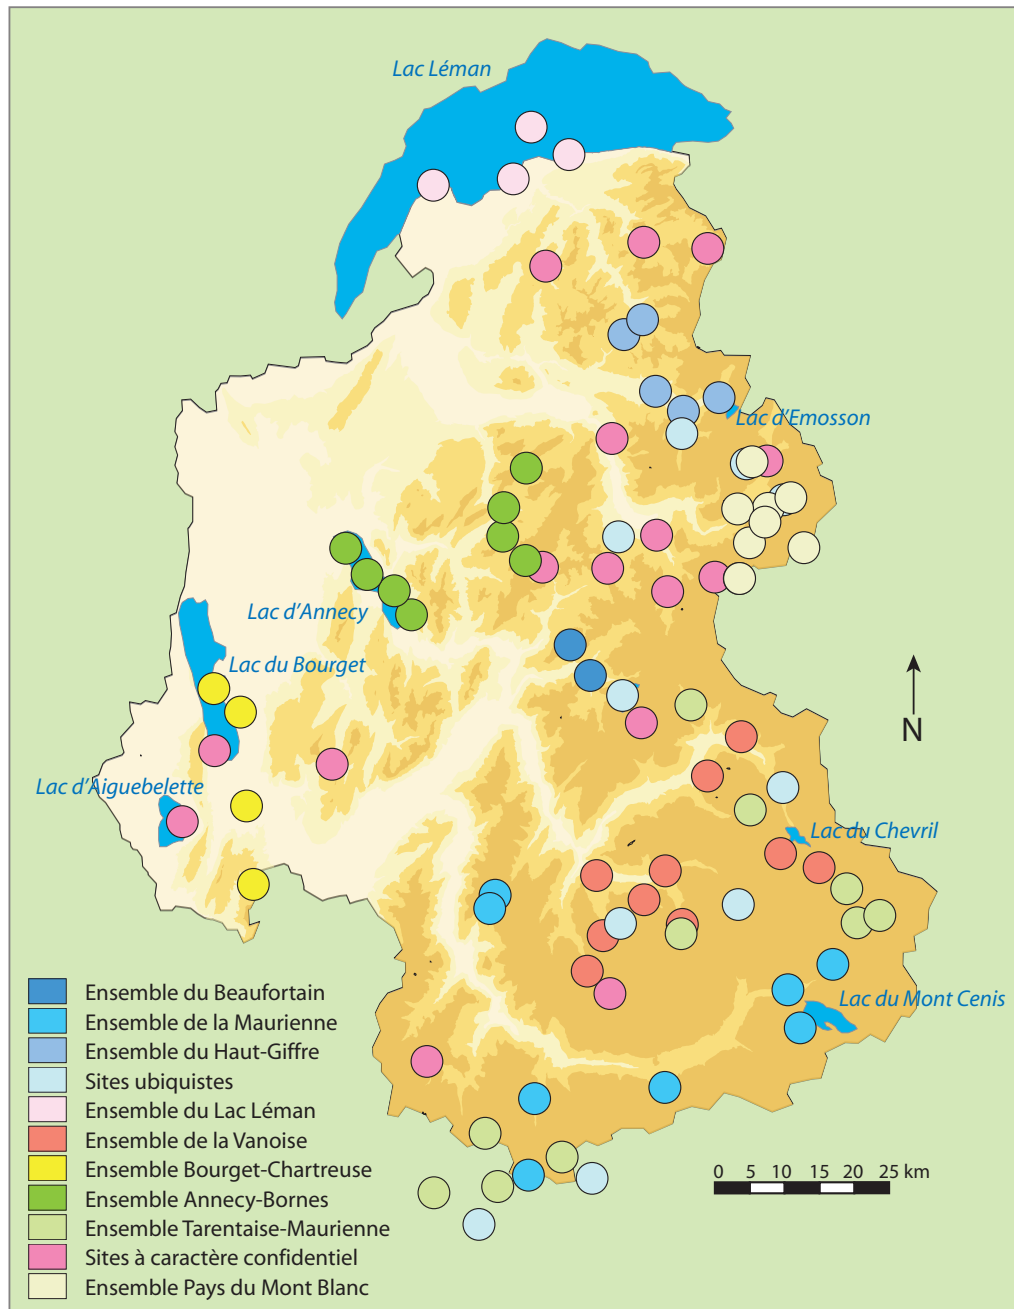 Lac Léman
Lac d'Emosson
Lac d'Annecy
Lac du Bourget
N
Lac d'Aiguebelette
Lac du Chevril
Lac du Mont Cenis
Ensemble du Beaufortain
Ensemble de la Maurienne
Ensemble du Haut-Giffre
Sites ubiquistes
Ensemble du Lac Léman
Ensemble de la Vanoise
Ensemble Bourget-Chartreuse
Ensemble Annecy-Bornes
Ensemble Tarentaise-Maurienne
Sites à caractère confidentiel
Ensemble Pays du Mont Blanc
0 5 10 15 20 25 km